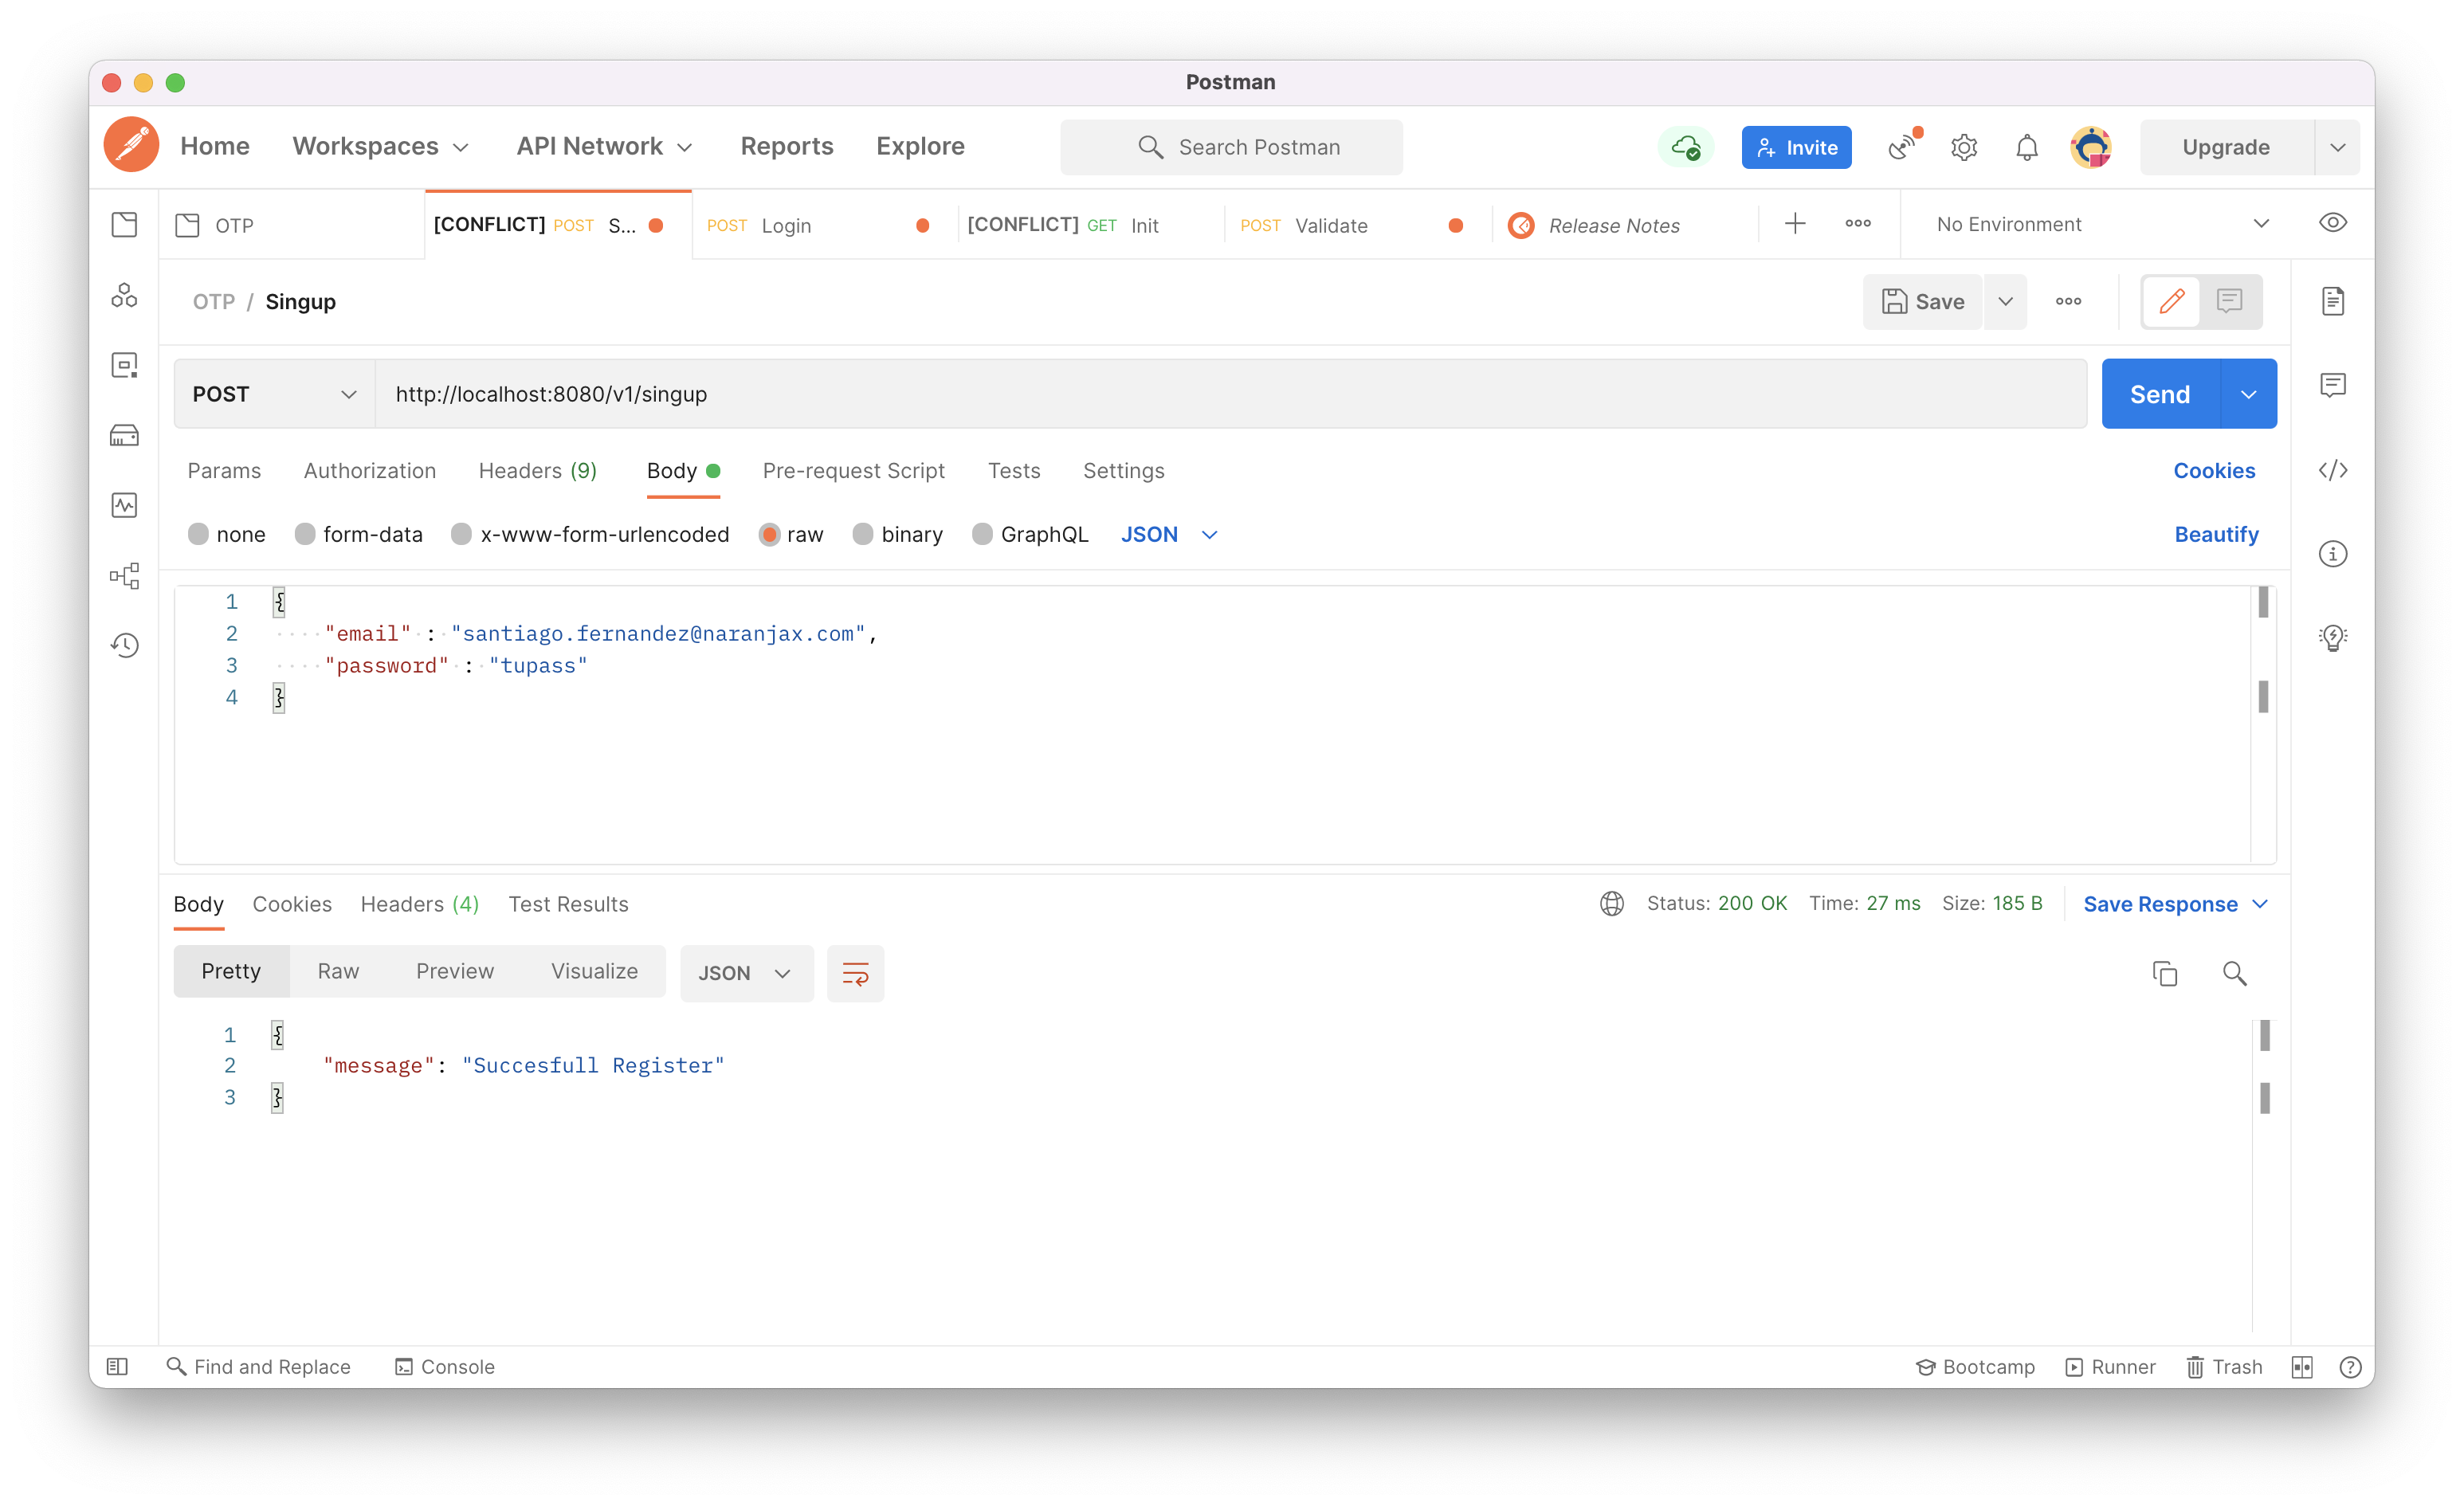 Postman
Home Workspaces API Network Reports Explore Search Postman Invite Upgrade
OTP [CONFLICT] POST S... POST Login [CONFLICT] GET Init POST Validate Release Notes No Environment
OTP / Singup Save
POST http://localhost:8080/v1/singup Send
Params Authorization Headers (9) Body Pre-request Script Tests Settings Cookies
none form-data x-www-form-urlencoded raw binary GraphQL JSON Beautify
1 {
2 "email" : "santiago.fernandez@naranjax.com",
3 "password" : "tupass"
4 }
Body Cookies Headers (4) Test Results Status: 200 OK Time: 27 ms Size: 185 B Save Response
Pretty Raw Preview Visualize JSON
1 {
2 "message": "Succesfull Register"
3 }
Find and Replace Console Bootcamp Runner Trash